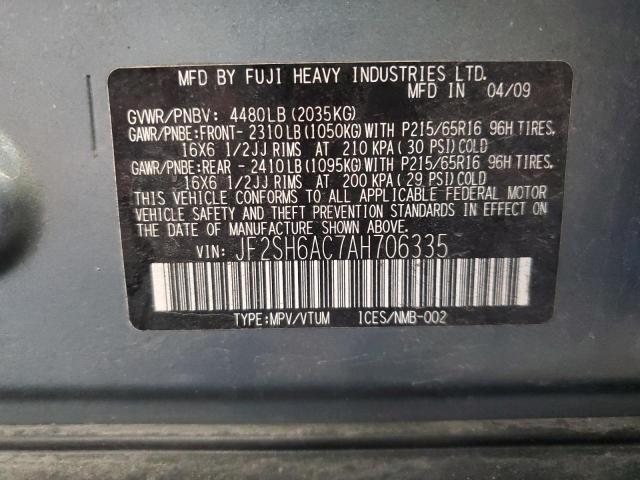 MFD BY FUJI HEAVY INDUSTRIES LTD.
MFD IN 04/09
GVWR/PNBV: 4480LB (2035KG)
GAWR/PNBE:FRONT- 2310LB (1050KG)WITH P215/65R16 96H TIRES,
16X6 1/2JJ RIMS AT 210 KPA (30 PSI)COLD
GAWR/PNBE:REAR - 2410LB (1095KG)WITH P215/65R16 96H TIRES,
16X6 1/2JJ RIMS AT 200 KPA (29 PSI)COLD
THIS VEHICLE CONFORMS TO ALL APPLICABLE FEDERAL MOTOR
VEHICLE SAFETY AND THEFT PREVENTION STANDARDS IN EFFECT ON
THE DATE OF MANUFACTURE SHOWN ABOVE.
VIN: JF2SH6AC7AH706335
TYPE:MPV/VTUM ICES/NMB-002